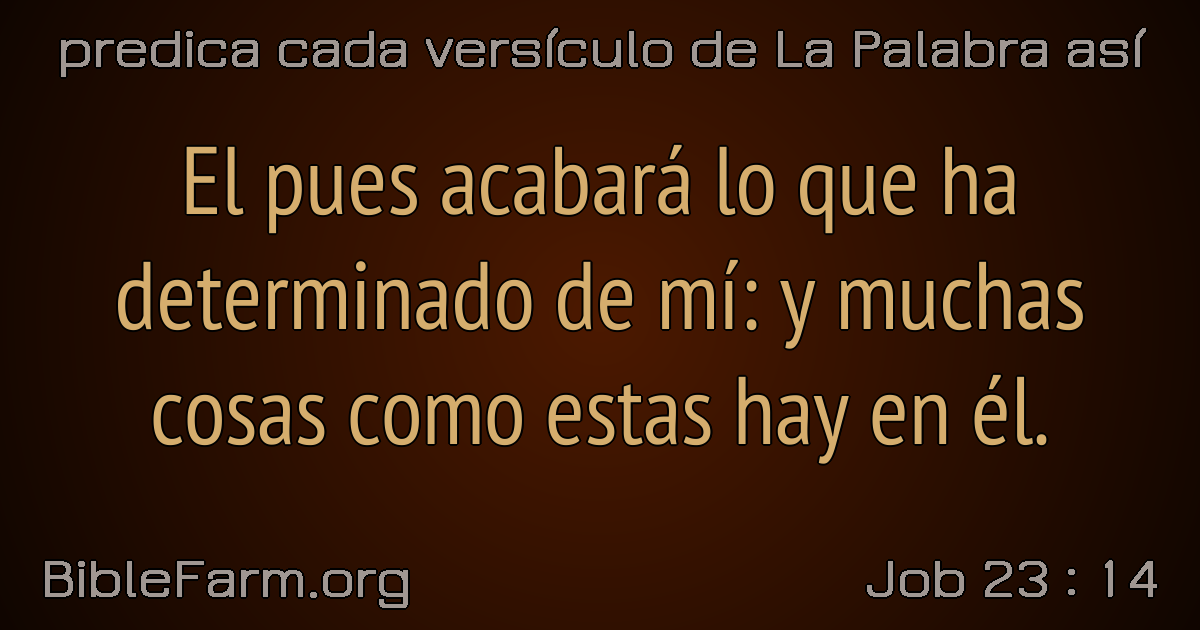 predica cada versículo de La Palabra así
El pues acabará lo que ha
determinado de mí: y muchas
cosas como estas hay en él.
BibleFarm.org
Job 23 : 14